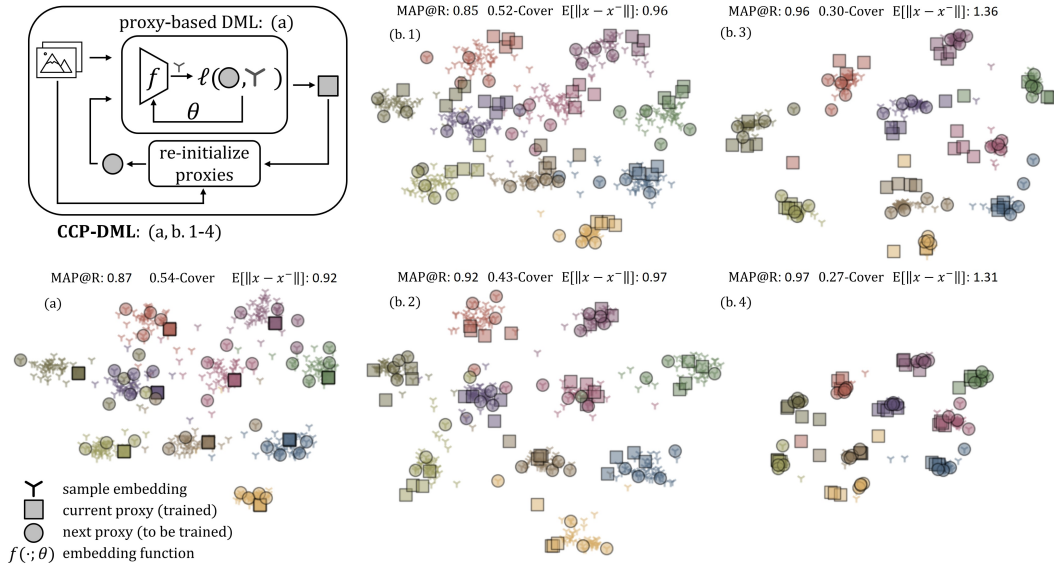 proxy-based DML: (a)
f
ℓ( , )
θ
re-initialize
proxies
CCP-DML: (a, b. 1-4)
MAP@R: 0.85 0.52-Cover E[‖x − x⁻‖]: 0.96
(b. 1)
MAP@R: 0.96 0.30-Cover E[‖x − x⁻‖]: 1.36
(b. 3)
MAP@R: 0.87 0.54-Cover E[‖x − x⁻‖]: 0.92
(a)
MAP@R: 0.92 0.43-Cover E[‖x − x⁻‖]: 0.97
(b. 2)
MAP@R: 0.97 0.27-Cover E[‖x − x⁻‖]: 1.31
(b. 4)
sample embedding
current proxy (trained)
next proxy (to be trained)
f(·; θ) embedding function